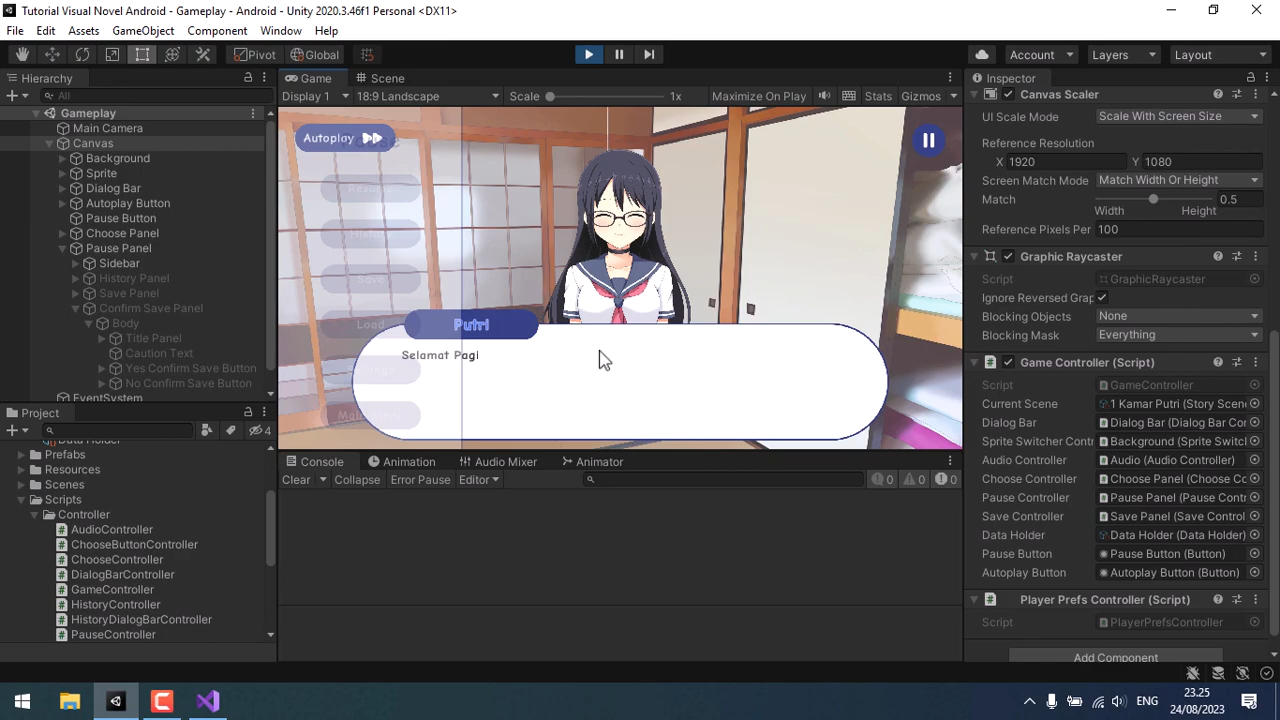 Tutorial Visual Novel Android - Gameplay - Android - Unity 2020.3.46f1 Personal <DX11>
File Edit Assets GameObject Component Window Help
Pivot Global Account Layers Layout
Hierarchy
All
Gameplay
Main Camera
Canvas
Background
Sprite
Dialog Bar
Autoplay Button
Pause Button
Choose Panel
Pause Panel
Sidebar
History Panel
Save Panel
Confirm Save Panel
Body
Title Panel
Caution Text
Yes Confirm Save Button
No Confirm Save Button
EventSystem
Project
4
Data Holder
Prefabs
Resources
Scenes
Scripts
Controller
AudioController
ChooseButtonController
ChooseController
DialogBarController
GameController
HistoryController
HistoryDialogBarController
PauseController
Game Scene
Display 1 18:9 Landscape Scale 1x Maximize On Play Stats Gizmos
Autoplay
Save
Load
Putri
Selamat Pagi
Console Animation Audio Mixer Animator
Clear Collapse Error Pause Editor 0 0 0
Inspector
Canvas Scaler
UI Scale Mode Scale With Screen Size
Reference Resolution
X 1920 Y 1080
Screen Match Mode Match Width Or Height
Match 0.5
Width Height
Reference Pixels Per 100
Graphic Raycaster
Script GraphicRaycaster
Ignore Reversed Grap
Blocking Objects None
Blocking Mask Everything
Game Controller (Script)
Script GameController
Current Scene 1 Kamar Putri (Story Scen
Dialog Bar Dialog Bar (Dialog Bar Cor
Sprite Switcher Contr Background (Sprite Switcl
Audio Controller Audio (Audio Controller)
Choose Controller Choose Panel (Choose Cc
Pause Controller Pause Panel (Pause Contr
Save Controller Save Panel (Save Control
Data Holder Data Holder (Data Holder)
Pause Button Pause Button (Button)
Autoplay Button Autoplay Button (Button)
Player Prefs Controller (Script)
Script PlayerPrefsController
Add Component
ENG
23.25
24/08/2023